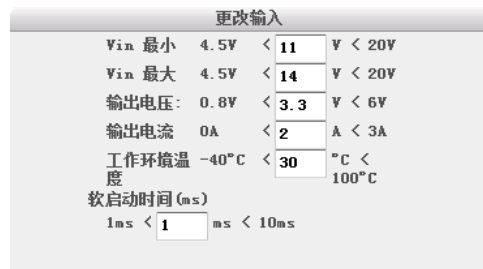 更改输入
Vin 最小 4.5V < 11 V < 20V
Vin 最大 4.5V < 14 V < 20V
输出电压: 0.8V < 3.3 V < 6V
输出电流 0A < 2 A < 3A
工作环境温度 -40°C < 30 °C < 100°C
软启动时间(ms)
1ms < 1 ms < 10ms